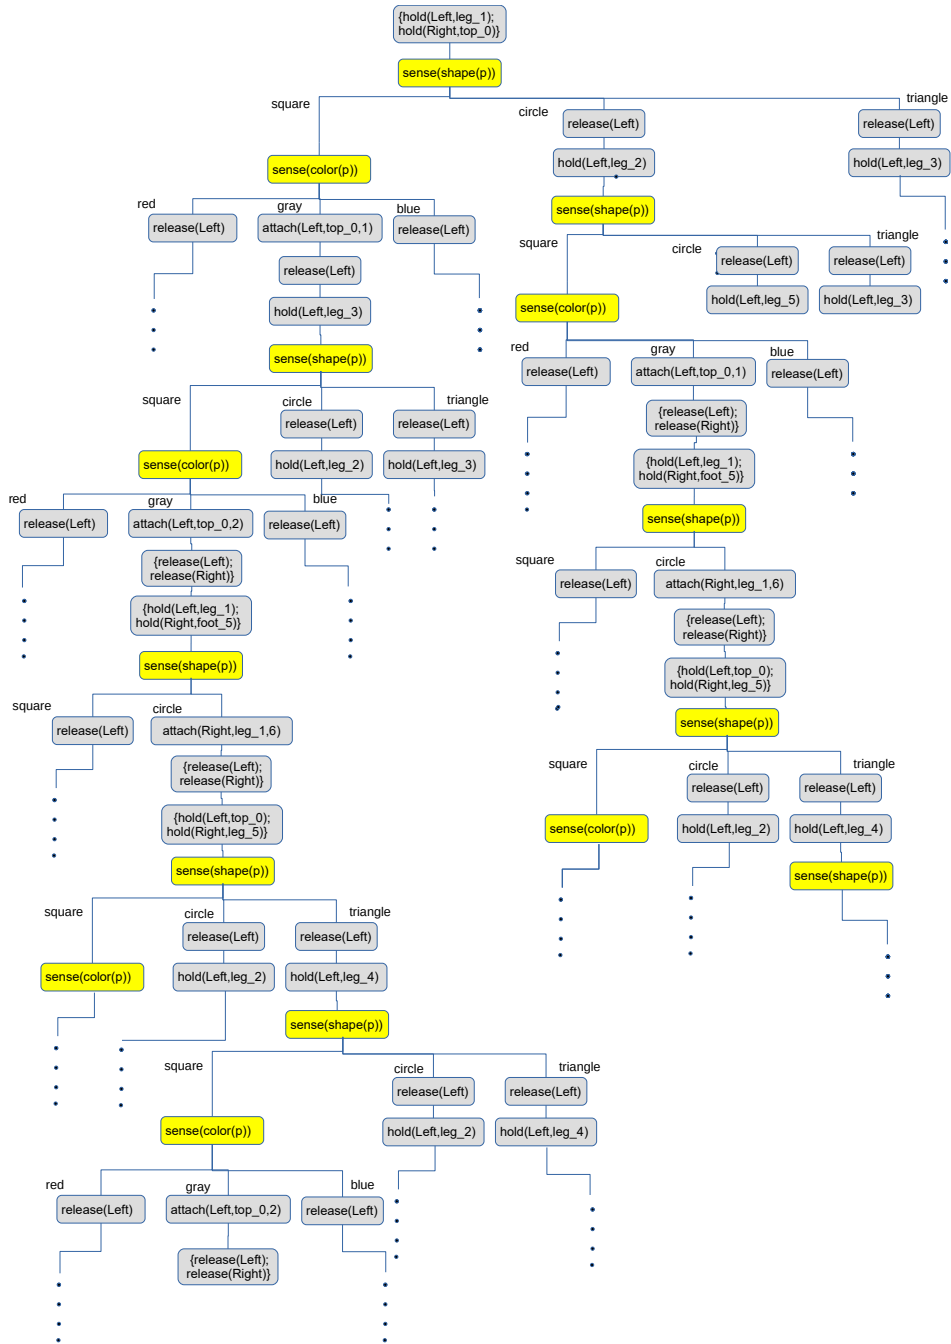 {hold(Left,leg_1);
hold(Right,top_0)}
sense(shape(p))
square
circle
triangle
release(Left)
release(Left)
hold(Left,leg_2)
hold(Left,leg_3)
sense(color(p))
sense(shape(p))
red
gray
blue
release(Left)
attach(Left,top_0,1)
release(Left)
release(Left)
hold(Left,leg_3)
sense(shape(p))
square
circle
triangle
release(Left)
release(Left)
hold(Left,leg_5)
hold(Left,leg_3)
sense(color(p))
red
gray
blue
release(Left)
attach(Left,top_0,1)
release(Left)
{release(Left);
release(Right)}
{hold(Left,leg_1);
hold(Right,foot_5)}
sense(shape(p))
square
circle
triangle
release(Left)
release(Left)
sense(color(p))
hold(Left,leg_2)
hold(Left,leg_3)
red
gray
blue
release(Left)
attach(Left,top_0,2)
release(Left)
{release(Left);
release(Right)}
{hold(Left,leg_1);
hold(Right,foot_5)}
sense(shape(p))
square
circle
release(Left)
attach(Right,leg_1,6)
{release(Left);
release(Right)}
{hold(Left,top_0);
hold(Right,leg_5)}
sense(shape(p))
square
circle
release(Left)
attach(Right,leg_1,6)
{release(Left);
release(Right)}
{hold(Left,top_0);
hold(Right,leg_5)}
sense(shape(p))
square
circle
triangle
release(Left)
release(Left)
sense(color(p))
hold(Left,leg_2)
hold(Left,leg_4)
sense(shape(p))
square
circle
triangle
release(Left)
release(Left)
sense(color(p))
hold(Left,leg_2)
hold(Left,leg_4)
sense(shape(p))
square
circle
triangle
release(Left)
release(Left)
sense(color(p))
hold(Left,leg_2)
hold(Left,leg_4)
red
gray
blue
release(Left)
attach(Left,top_0,2)
release(Left)
{release(Left);
release(Right)}